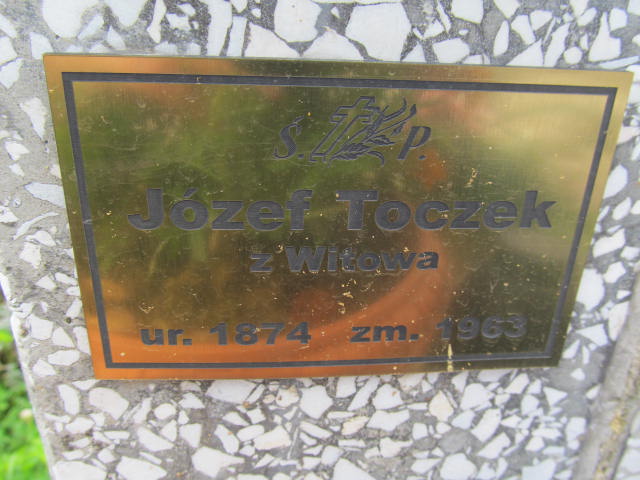 Ś. P.
Józef Toczek
z Witowa
ur. 1874 zm. 1963